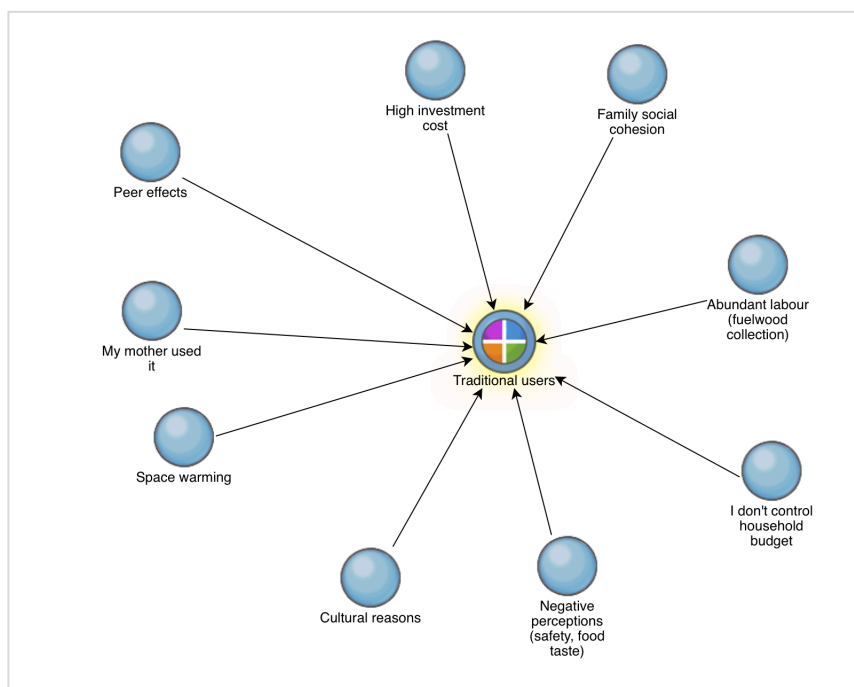 High investment
cost
Family social
cohesion
Peer effects
Abundant labour
(fuelwood
collection)
My mother used
it
Traditional users
Space warming
I don't control
household
budget
Cultural reasons
Negative
perceptions
(safety, food
taste)